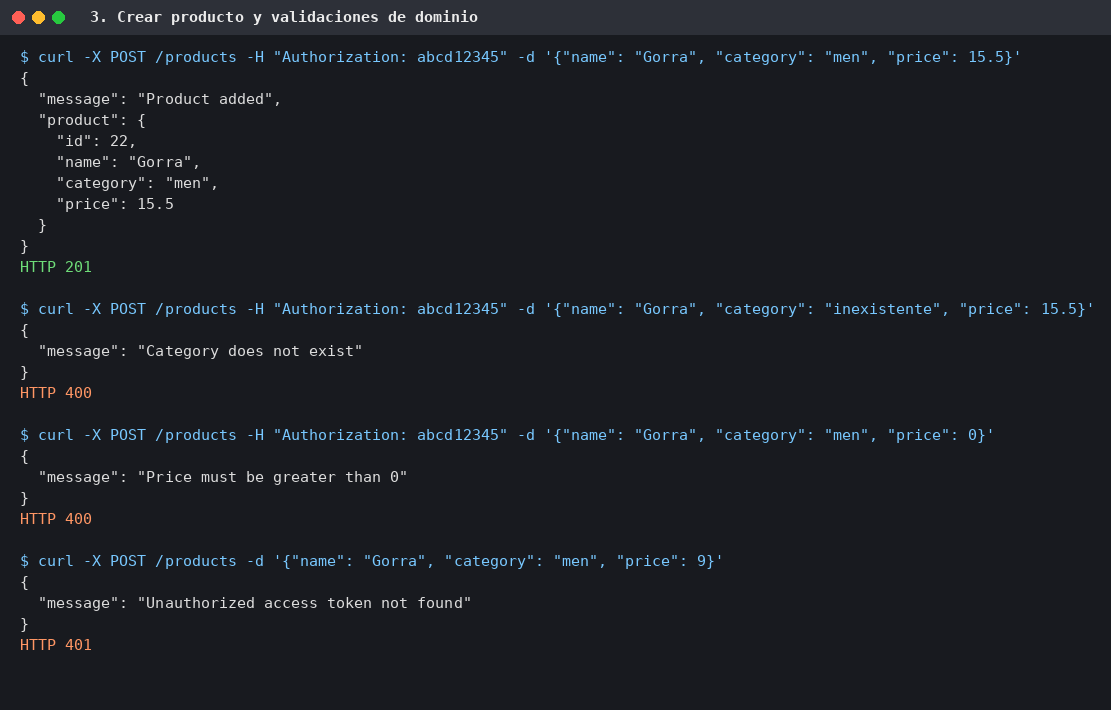 3. Crear producto y validaciones de dominio
$ curl -X POST /products -H "Authorization: abcd12345" -d '{"name": "Gorra", "category": "men", "price": 15.5}'
{
  "message": "Product added",
  "product": {
    "id": 22,
    "name": "Gorra",
    "category": "men",
    "price": 15.5
  }
}
HTTP 201
$ curl -X POST /products -H "Authorization: abcd12345" -d '{"name": "Gorra", "category": "inexistente", "price": 15.5}'
{
  "message": "Category does not exist"
}
HTTP 400
$ curl -X POST /products -H "Authorization: abcd12345" -d '{"name": "Gorra", "category": "men", "price": 0}'
{
  "message": "Price must be greater than 0"
}
HTTP 400
$ curl -X POST /products -d '{"name": "Gorra", "category": "men", "price": 9}'
{
  "message": "Unauthorized access token not found"
}
HTTP 401